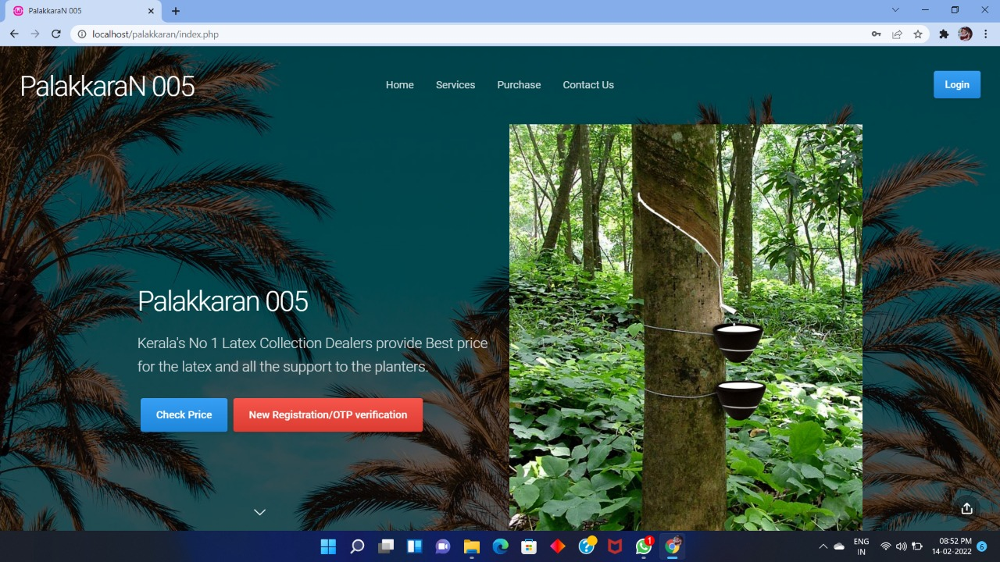 PalakkaraN 005
localhost/palakkaran/index.php
PalakkaraN 005
Home Services Purchase Contact Us
Login
Palakkaran 005
Kerala's No 1 Latex Collection Dealers provide Best price
for the latex and all the support to the planters.
Check Price New Registration/OTP verification
1
ENG
IN
08:52 PM
14-02-2022
6